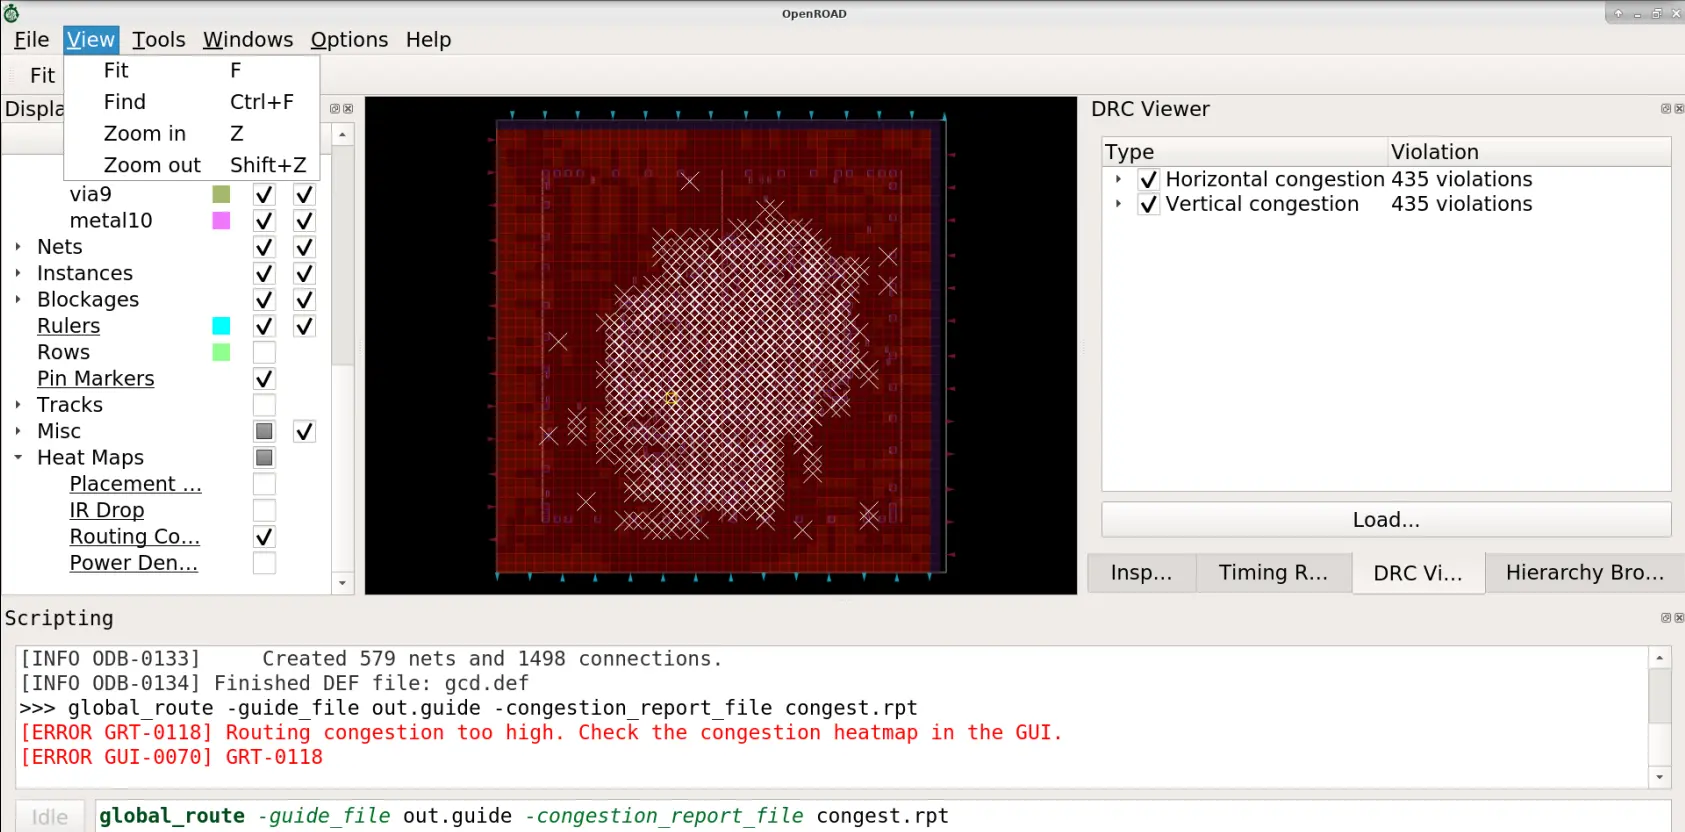 OpenROAD
File View Tools Windows Options Help
Fit
Fit F
Find Ctrl+F
Zoom in Z
Zoom out Shift+Z
Displa
via9
metal10
Nets
Instances
Blockages
Rulers
Rows
Pin Markers
Tracks
Misc
Heat Maps
Placement ...
IR Drop
Routing Co...
Power Den...
DRC Viewer
Type Violation
Horizontal congestion 435 violations
Vertical congestion 435 violations
Load...
Insp... Timing R... DRC Vi... Hierarchy Bro...
Scripting
[INFO ODB-0133] Created 579 nets and 1498 connections.
[INFO ODB-0134] Finished DEF file: gcd.def
>>> global_route -guide_file out.guide -congestion_report_file congest.rpt
[ERROR GRT-0118] Routing congestion too high. Check the congestion heatmap in the GUI.
[ERROR GUI-0070] GRT-0118
Idle global_route -guide_file out.guide -congestion_report_file congest.rpt